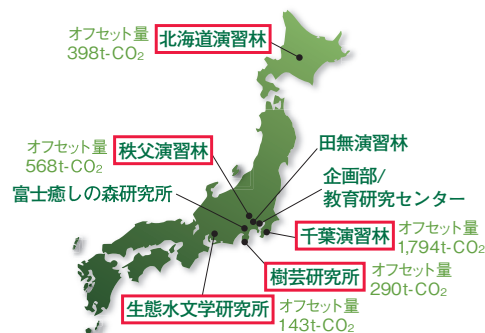 オフセット量
398t-CO₂
北海道演習林
オフセット量
568t-CO₂
秩父演習林
田無演習林
富士癒しの森研究所
企画部/
教育研究センター
千葉演習林
オフセット量
1,794t-CO₂
樹芸研究所
オフセット量
290t-CO₂
生態水文学研究所
オフセット量
143t-CO₂